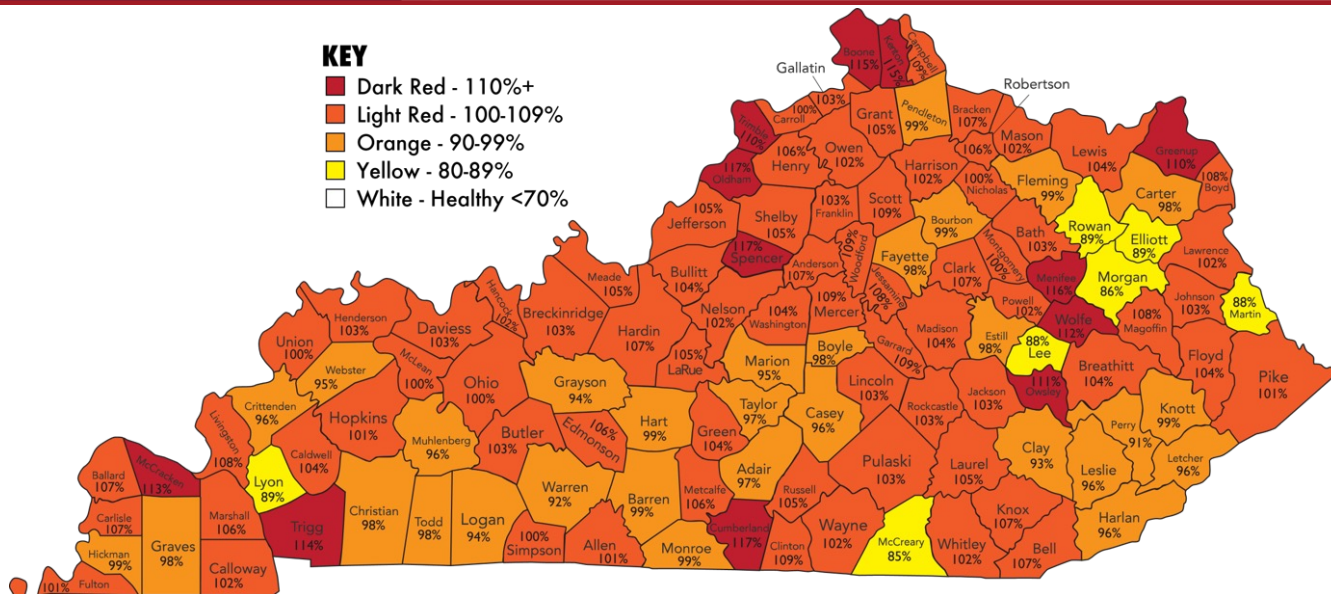 KEY
Dark Red - 110%+
Light Red - 100-109%
Orange - 90-99%
Yellow - 80-89%
White - Healthy <70%
Boone
115%
Kenton
115%
Campbell
109%
Gallatin
103%
Carroll
100%
Trimble
110%
Grant
105%
Pendleton
99%
Bracken
107%
Robertson
106%
Mason
102%
Lewis
104%
Greenup
110%
Boyd
108%
Carter
98%
117%
Oldham
106%
Henry
Owen
102%
Harrison
102%
100%
Nicholas
Fleming
99%
Rowan
89%
Elliott
89%
Lawrence
102%
105%
Jefferson
Shelby
105%
103%
Franklin
Scott
109%
Bourbon
99%
Bath
103%
Montgomery
100%
Menifee
116%
Morgan
86%
Johnson
103%
88%
Martin
117%
Spencer
Anderson
107%
109%
Woodford
Fayette
98%
Clark
107%
Powell
102%
Wolfe
112%
108%
Magoffin
Floyd
104%
Pike
101%
Meade
105%
Bullitt
104%
Nelson
102%
104%
Washington
109%
Mercer
Jessamine
108%
Madison
104%
Estill
98%
88%
Lee
Breathitt
104%
Hancock
102%
Breckinridge
103%
Hardin
107%
105%
LaRue
Marion
95%
Boyle
98%
Garrard
109%
Jackson
103%
111%
Owsley
Knott
99%
Perry
91%
Letcher
96%
Henderson
103%
Daviess
103%
Union
100%
Webster
95%
McLean
100%
Ohio
100%
Grayson
94%
Hart
99%
Taylor
97%
Casey
96%
Lincoln
103%
Rockcastle
103%
Clay
93%
Leslie
96%
Crittenden
96%
Hopkins
101%
Muhlenberg
96%
Butler
103%
106%
Edmonson
Green
104%
Adair
97%
Pulaski
103%
Laurel
105%
Harlan
96%
Livingston
108%
Lyon
89%
Caldwell
104%
Warren
92%
Barren
99%
Metcalfe
106%
Russell
105%
Knox
107%
Ballard
107%
McCracken
113%
Trigg
114%
Christian
98%
Todd
98%
Logan
94%
100%
Simpson
Allen
101%
Monroe
99%
Cumberland
117%
Clinton
109%
Wayne
102%
McCreary
85%
Whitley
102%
Bell
107%
Carlisle
107%
Marshall
106%
Hickman
99%
Graves
98%
Calloway
102%
101%
Fulton